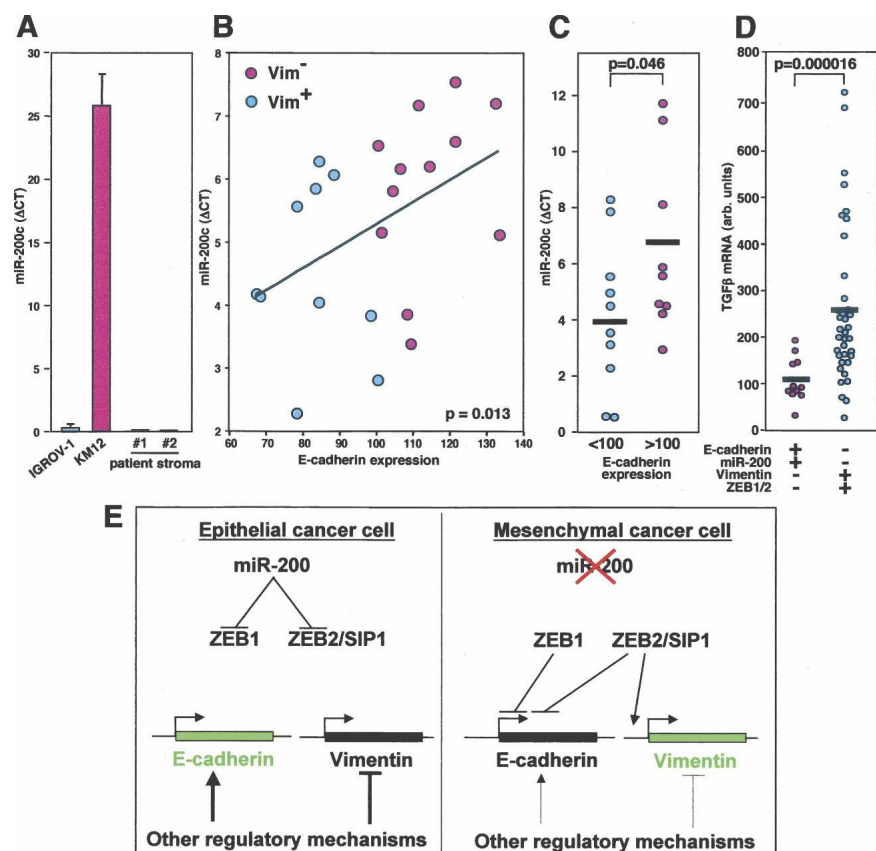 A
B
C
D
30
25
20
15
10
5
0
miR-200c (ΔCT)
IGROV-1
KM12
#1 #2
patient stroma
8
7
6
5
4
3
2
miR-200c (ΔCT)
Vim-
Vim+
p = 0.013
60 70 80 90 100 110 120 130 140
E-cadherin expression
p=0.046
14
12
10
8
6
4
2
0
miR-200c (ΔCT)
<100 >100
E-cadherin
expression
p=0.000016
800
700
600
500
400
300
200
100
0
TGFβ mRNA (arb. units)
E-cadherin + -
miR-200 + -
Vimentin - +
ZEB1/2 - +
E
Epithelial cancer cell
miR-200
ZEB1 ZEB2/SIP1
E-cadherin Vimentin
Other regulatory mechanisms
Mesenchymal cancer cell
miR-200
ZEB1 ZEB2/SIP1
E-cadherin Vimentin
Other regulatory mechanisms